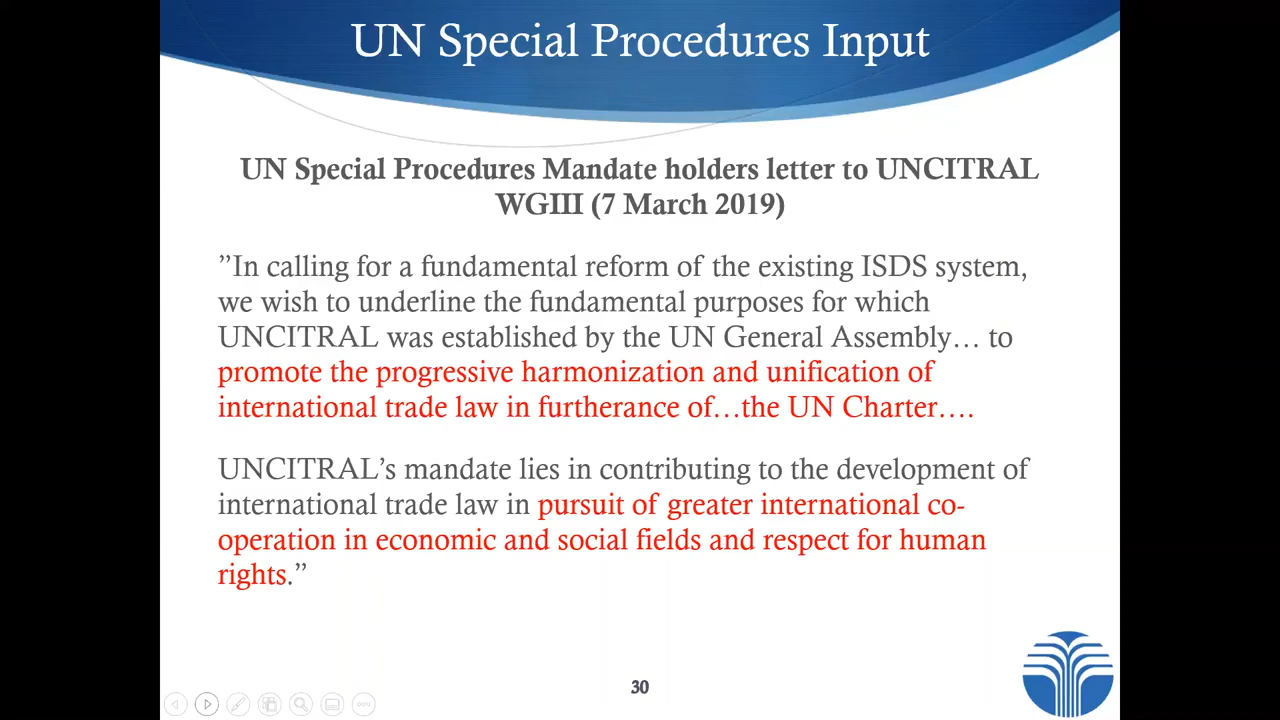 UN Special Procedures Input
UN Special Procedures Mandate holders letter to UNCITRAL
WGIII (7 March 2019)
”In calling for a fundamental reform of the existing ISDS system,
we wish to underline the fundamental purposes for which
UNCITRAL was established by the UN General Assembly… to
promote the progressive harmonization and unification of
international trade law in furtherance of…the UN Charter….
UNCITRAL’s mandate lies in contributing to the development of
international trade law in pursuit of greater international co-
operation in economic and social fields and respect for human
rights.”
30